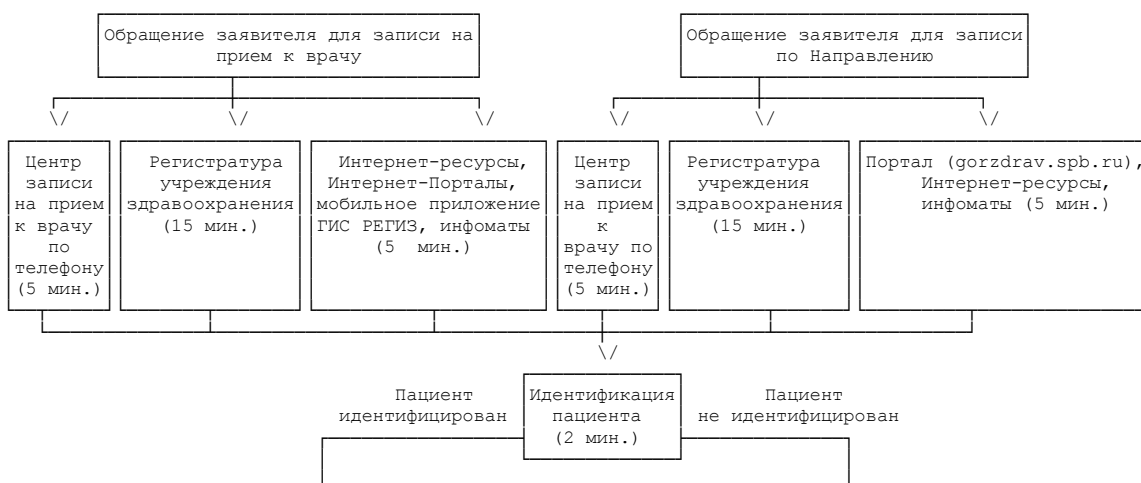 Обращение заявителя для записи на
прием к врачу
Обращение заявителя для записи
по Направлению
\/
\/
\/
\/
\/
\/
Центр
записи
на прием
к врачу
по
телефону
(5 мин.)
Регистратура
учреждения
здравоохранения
(15 мин.)
Интернет-ресурсы,
Интернет-Порталы,
мобильное приложение
ГИС РЕГИЗ, инфоматы
(5 мин.)
Центр
записи
на прием
к
врачу по
телефону
(5 мин.)
Регистратура
учреждения
здравоохранения
(15 мин.)
Портал (gorzdrav.spb.ru),
Интернет-ресурсы,
инфоматы (5 мин.)
\/
Пациент
идентифицирован
Идентификация
пациента
(2 мин.)
Пациент
не идентифицирован